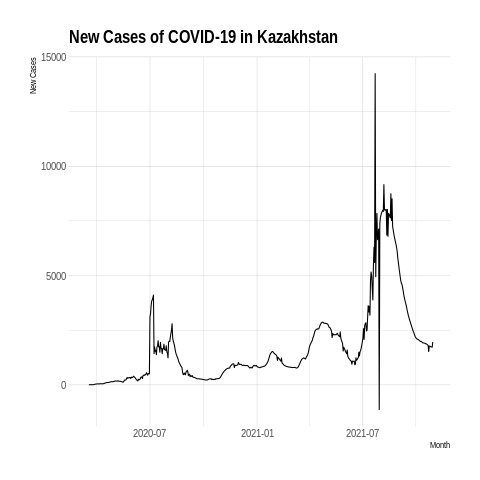 New Cases of COVID-19 in Kazakhstan
New Cases
15000
10000
5000
0
2020-07
2021-01
2021-07
Month